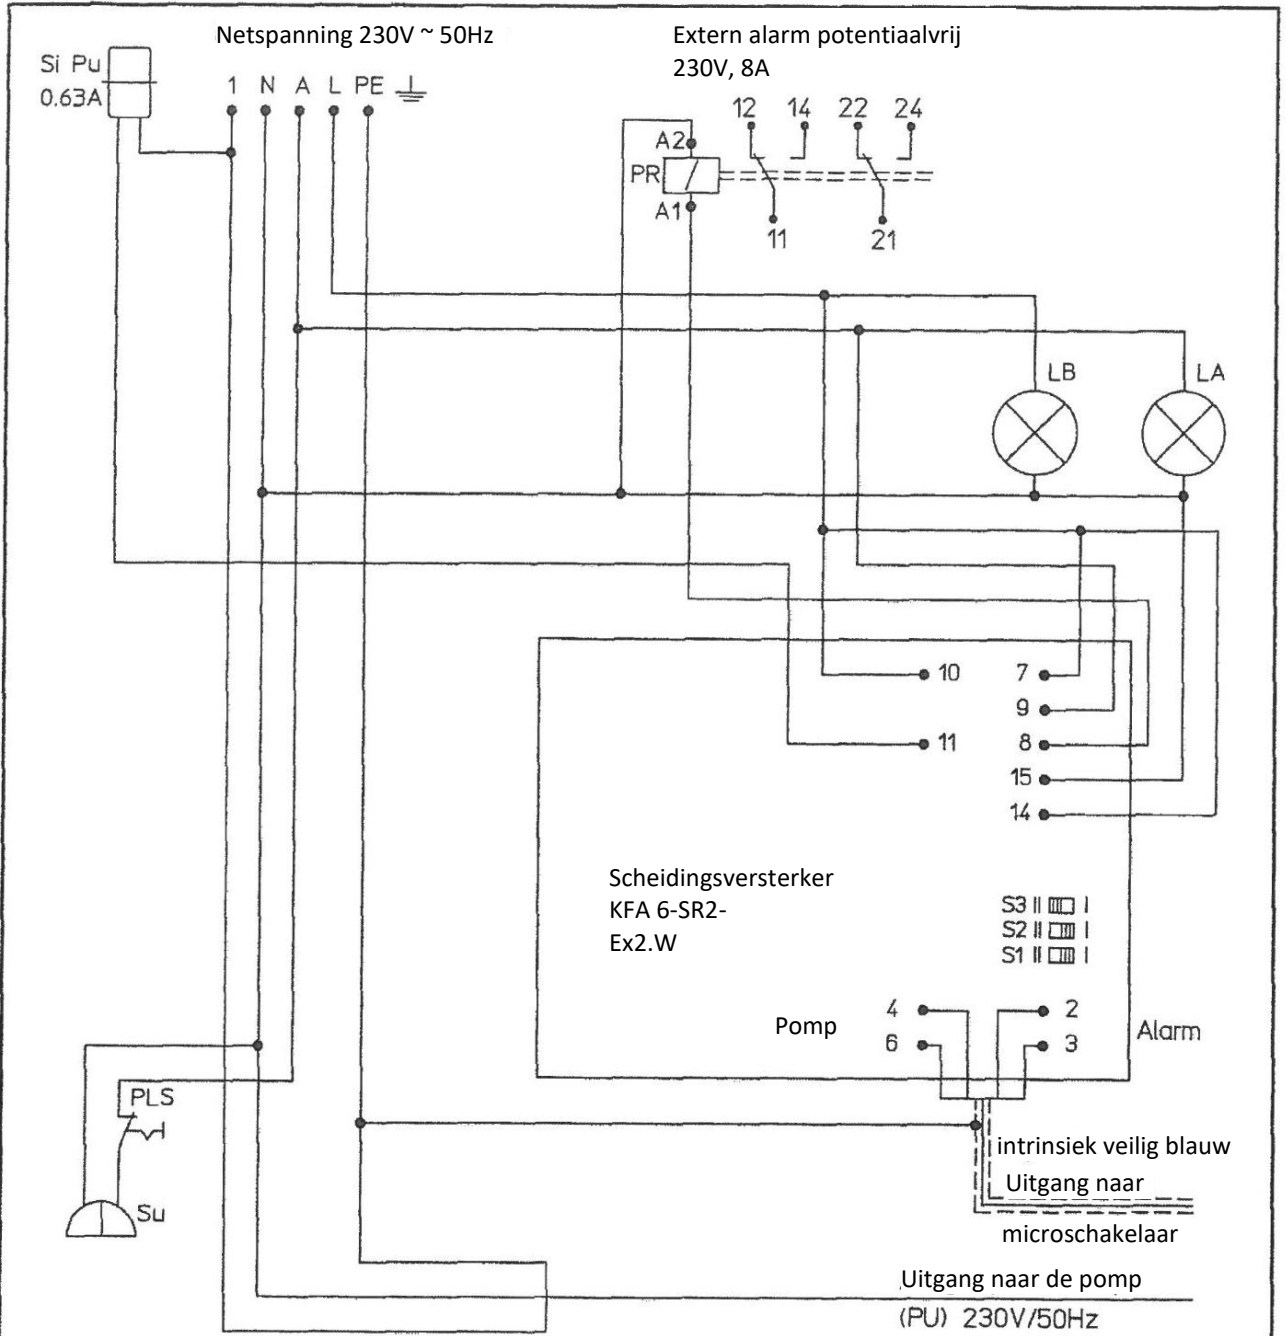 Netspanning 230V ~ 50Hz
Extern alarm potentiaalvrij
230V, 8A
Si Pu
0.63A
1 N A L PE
12 14 22 24
A2
PR
A1
11 21
LB LA
10 7
9
11 8
15
14
Scheidingsversterker
KFA 6-SR2-
Ex2.W
S3 II I
S2 II I
S1 II I
4 2
Pomp
6 3
Alarm
PLS
intrinsiek veilig blauw
Uitgang naar
Su
microschakelaar
Uitgang naar de pomp
(PU) 230V/50Hz